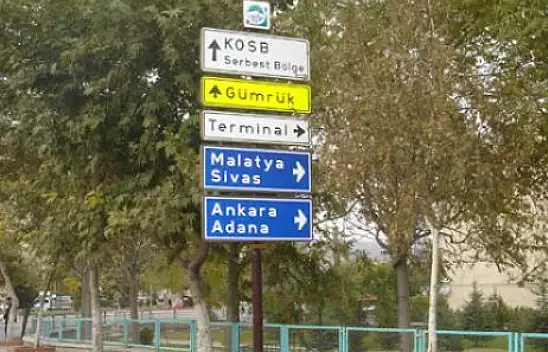 KOSB
Serbest Bölge
Gümrük
Terminal
Malatya
Sivas
Ankara
Adana